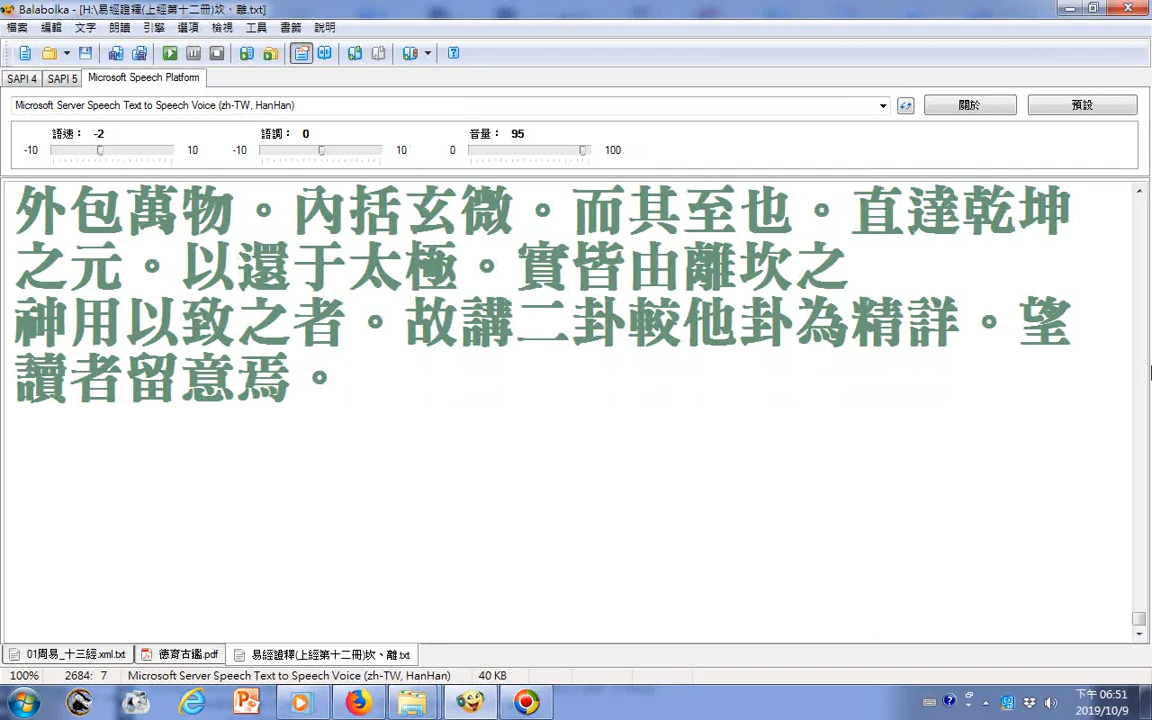 Balabolka - [H:\易經證釋(上經第十二冊)坎、離.txt]
檔案 編輯 文字 朗讀 引擎 選項 檢視 工具 書籤 說明
SAPI 4 SAPI 5 Microsoft Speech Platform
Microsoft Server Speech Text to Speech Voice (zh-TW, HanHan) 關於 預設
語速： -2 語調： 0 音量： 95
-10 10 -10 10 0 100
外包萬物。內括玄微。而其至也。直達乾坤
之元。以還于太極。實皆由離坎之
神用以致之者。故講二卦較他卦為精詳。望
讀者留意焉。
01周易_十三經.xml.txt 德育古鑑.pdf 易經證釋(上經第十二冊)坎、離.txt
100% 2684: 7 Microsoft Server Speech Text to Speech Voice (zh-TW, HanHan) 40 KB
下午 06:51
2019/10/9